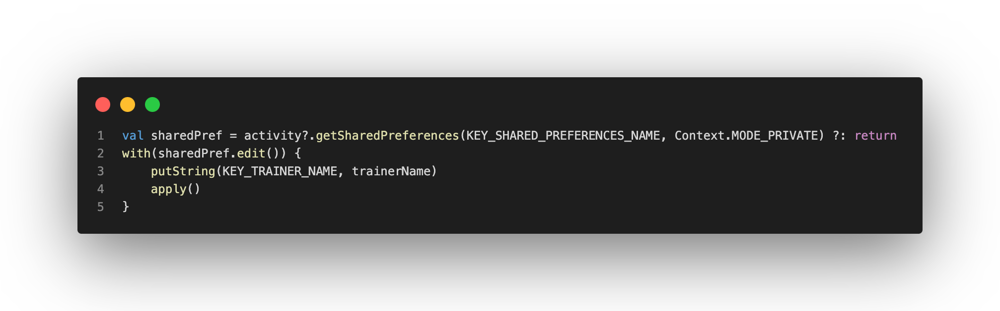 1 val sharedPref = activity?.getSharedPreferences(KEY_SHARED_PREFERENCES_NAME, Context.MODE_PRIVATE) ?: return
2 with(sharedPref.edit()) {
3     putString(KEY_TRAINER_NAME, trainerName)
4     apply()
5 }